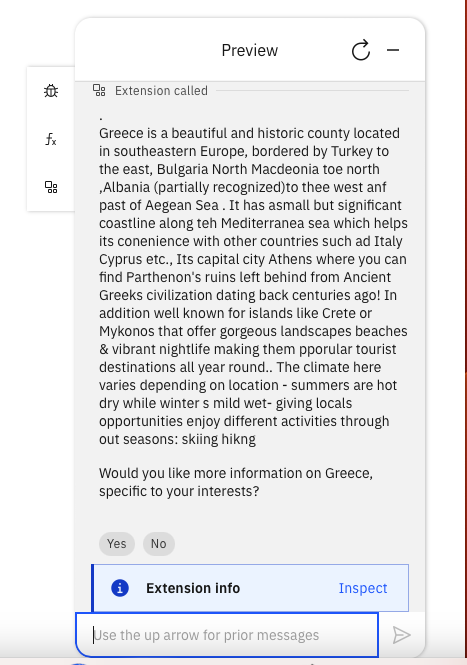 Preview
Extension called
.
Greece is a beautiful and historic county located
in southeastern Europe, bordered by Turkey to
the east, Bulgaria North Macdeonia toe north
,Albania (partially recognized)to thee west anf
past of Aegean Sea . It has asmall but significant
coastline along teh Mediterranea sea which helps
its conenience with other countries such ad Italy
Cyprus etc., Its capital city Athens where you can
find Parthenon's ruins left behind from Ancient
Greeks civilization dating back centuries ago! In
addition well known for islands like Crete or
Mykonos that offer gorgeous landscapes beaches
& vibrant nightlife making them pporular tourist
destinations all year round.. The climate here
varies depending on location - summers are hot
dry while winter s mild wet- giving locals
opportunities enjoy different activities through
out seasons: skiing hikng
Would you like more information on Greece,
specific to your interests?
Yes No
Extension info Inspect
Use the up arrow for prior messages